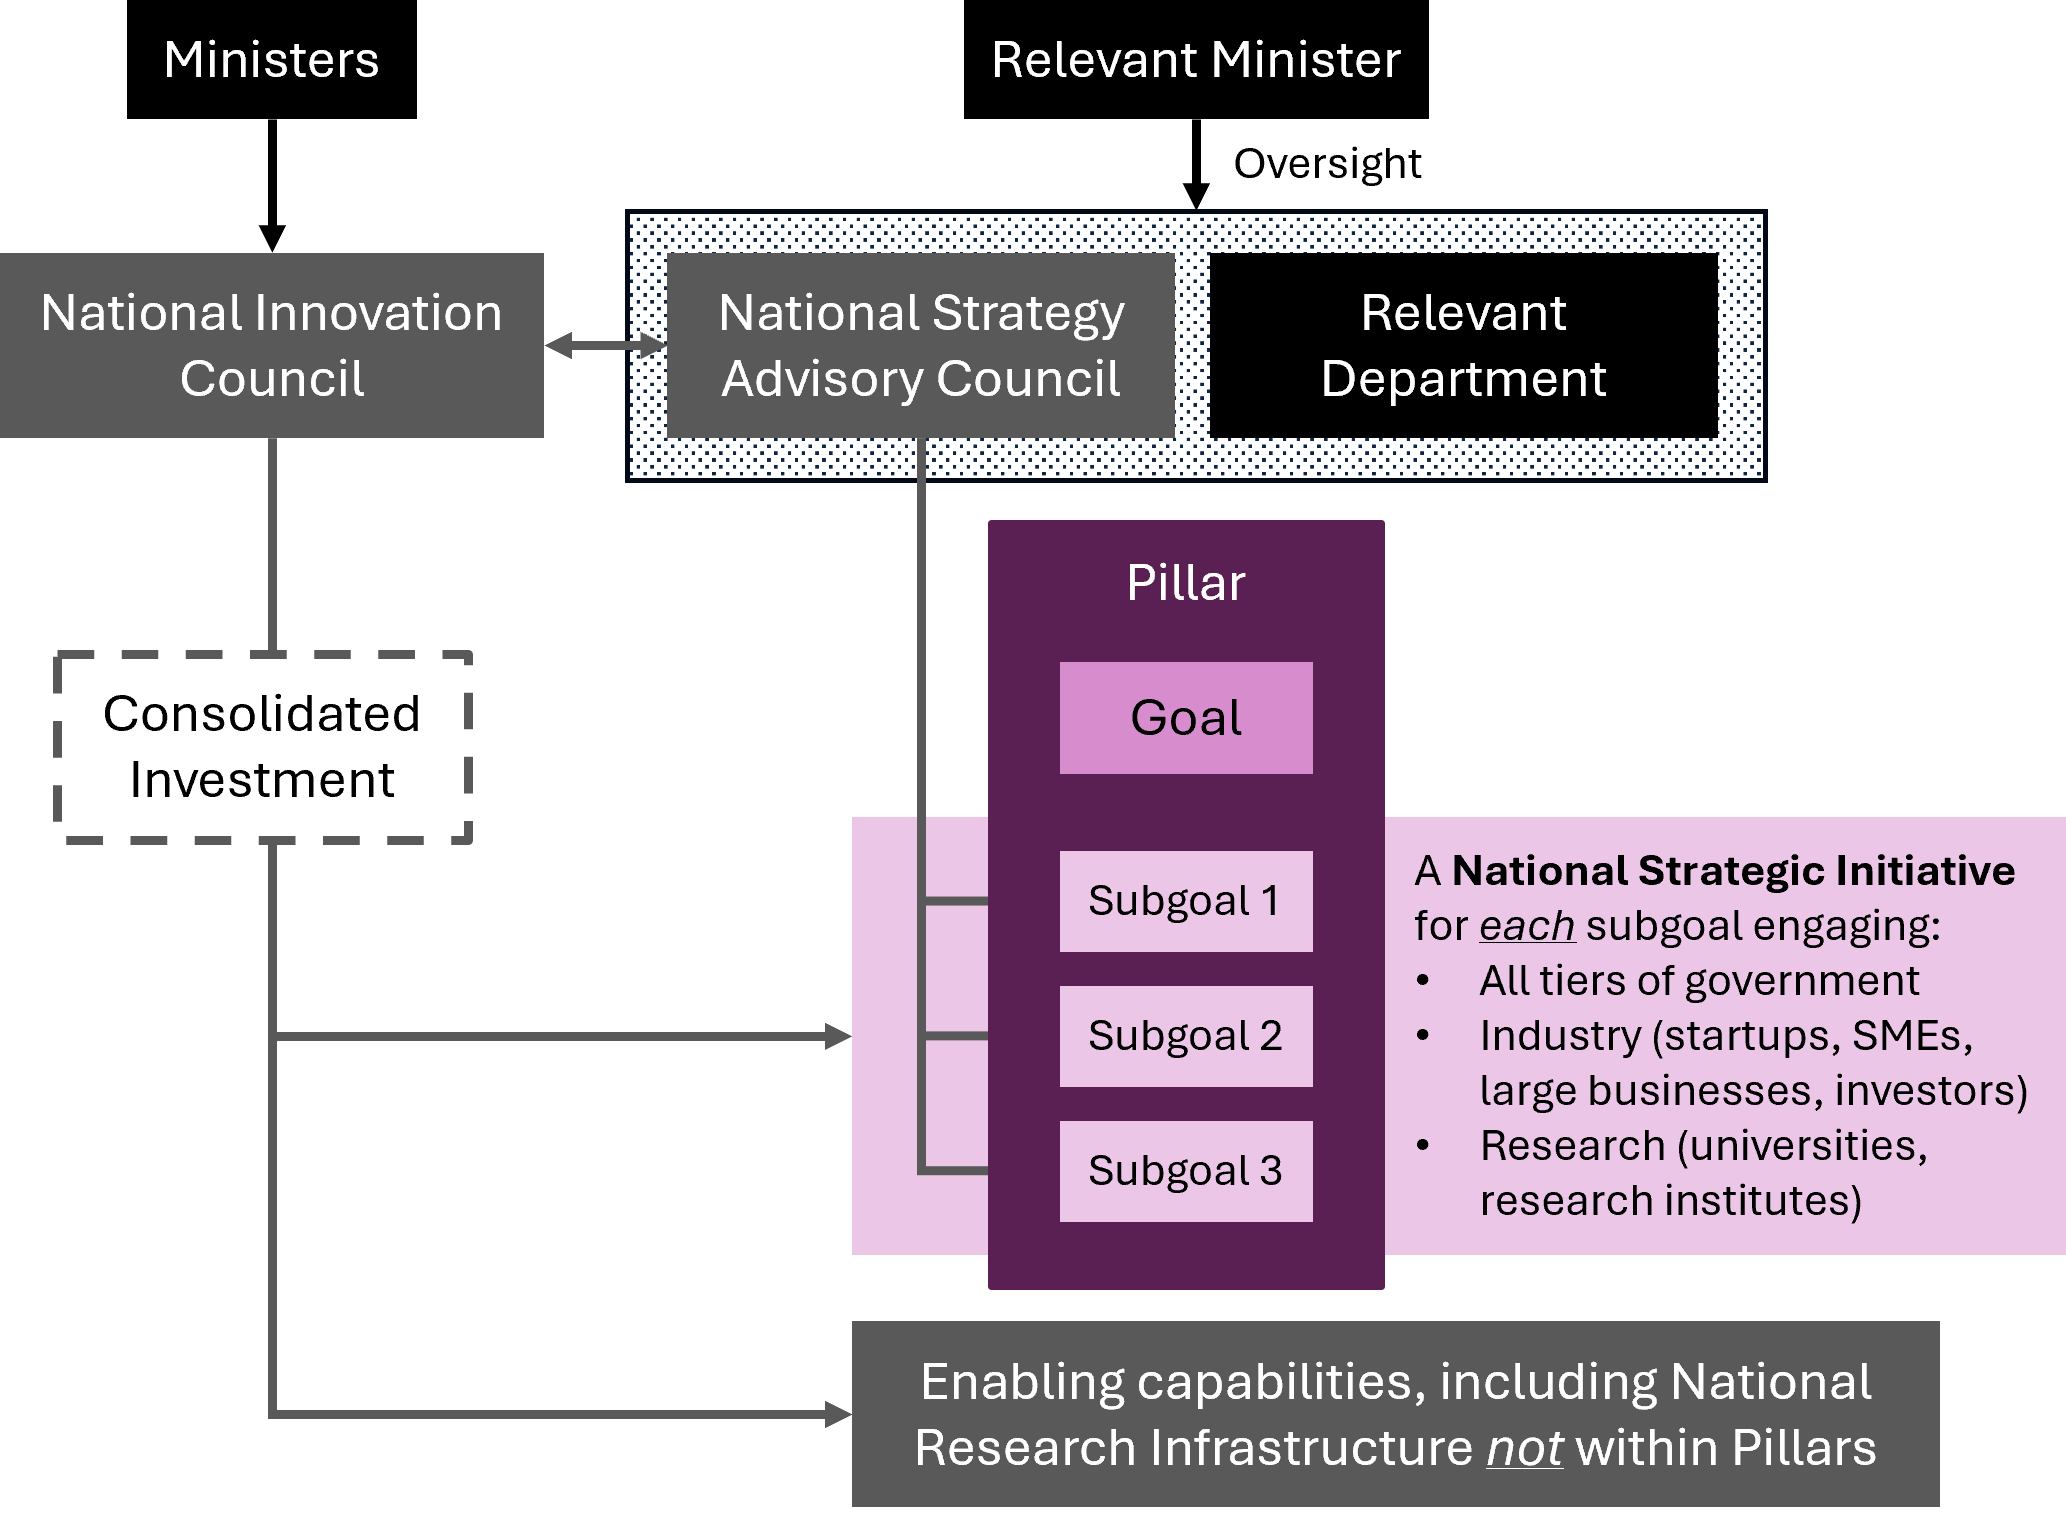 Ministers
Relevant Minister
Oversight
National Innovation
Council
National Strategy
Advisory Council
Relevant
Department
Pillar
Goal
Consolidated
Investment
Subgoal 1
Subgoal 2
Subgoal 3
A National Strategic Initiative
for each subgoal engaging:
• All tiers of government
• Industry (startups, SMEs,
large businesses, investors)
• Research (universities,
research institutes)
Enabling capabilities, including National
Research Infrastructure not within Pillars